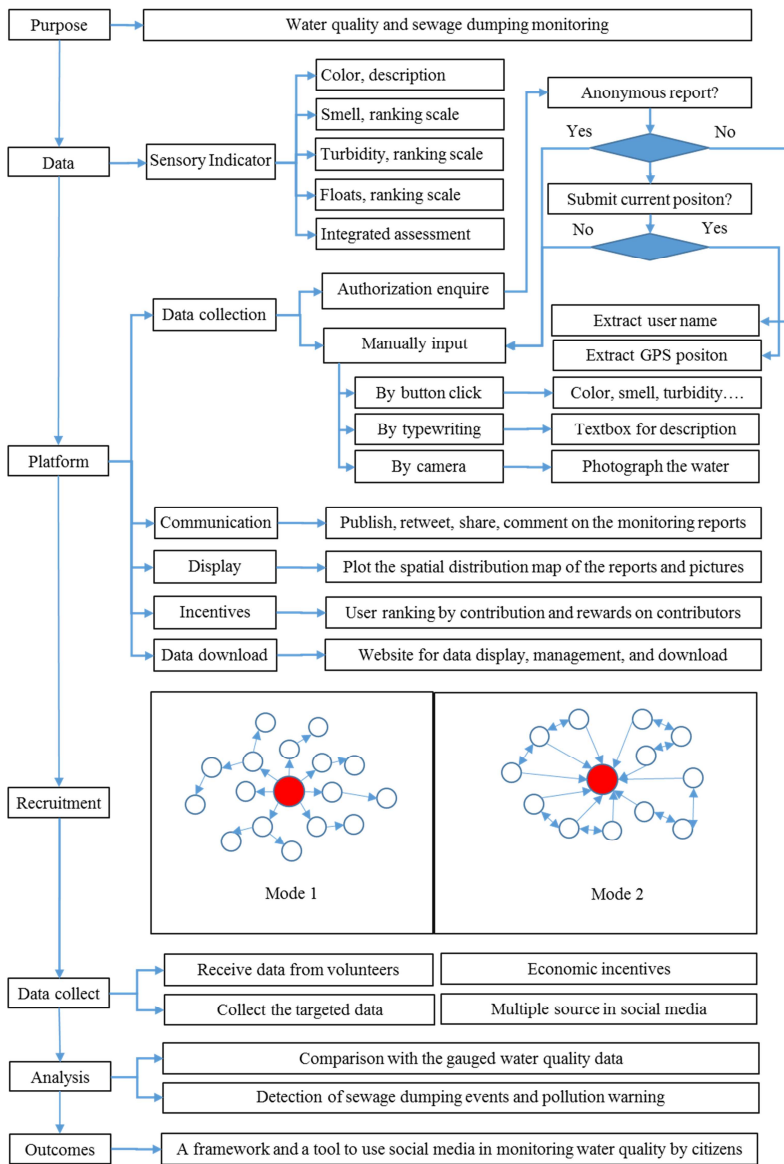 Purpose
Water quality and sewage dumping monitoring
Color, description
Anonymous report?
Smell, ranking scale
Yes
No
Data
Sensory Indicator
Turbidity, ranking scale
Floats, ranking scale
Submit current positon?
Integrated assessment
No
Yes
Authorization enquire
Data collection
Extract user name
Manually input
Extract GPS positon
By button click
Color, smell, turbidity….
By typewriting
Textbox for description
Platform
By camera
Photograph the water
Communication
Publish, retweet, share, comment on the monitoring reports
Display
Plot the spatial distribution map of the reports and pictures
Incentives
User ranking by contribution and rewards on contributors
Data download
Website for data display, management, and download
Recruitment
Mode 1
Mode 2
Receive data from volunteers
Economic incentives
Data collect
Collect the targeted data
Multiple source in social media
Comparison with the gauged water quality data
Analysis
Detection of sewage dumping events and pollution warning
Outcomes
A framework and a tool to use social media in monitoring water quality by citizens